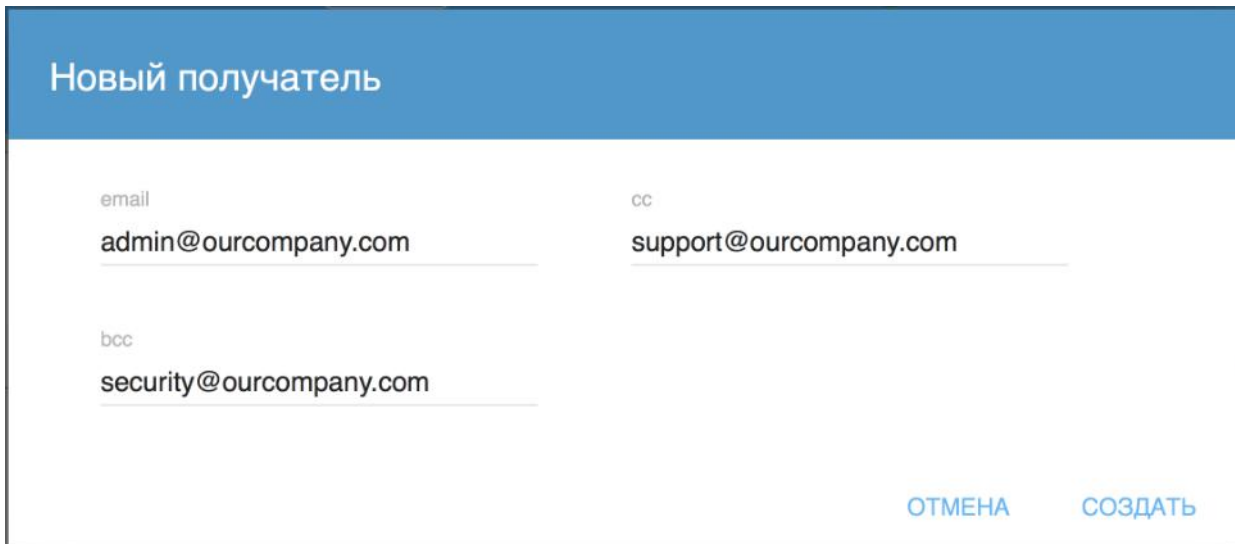 Новый получатель
email
cc
admin@ourcompany.com
support@ourcompany.com
bcc
security@ourcompany.com
ОТМЕНА
СОЗДАТЬ